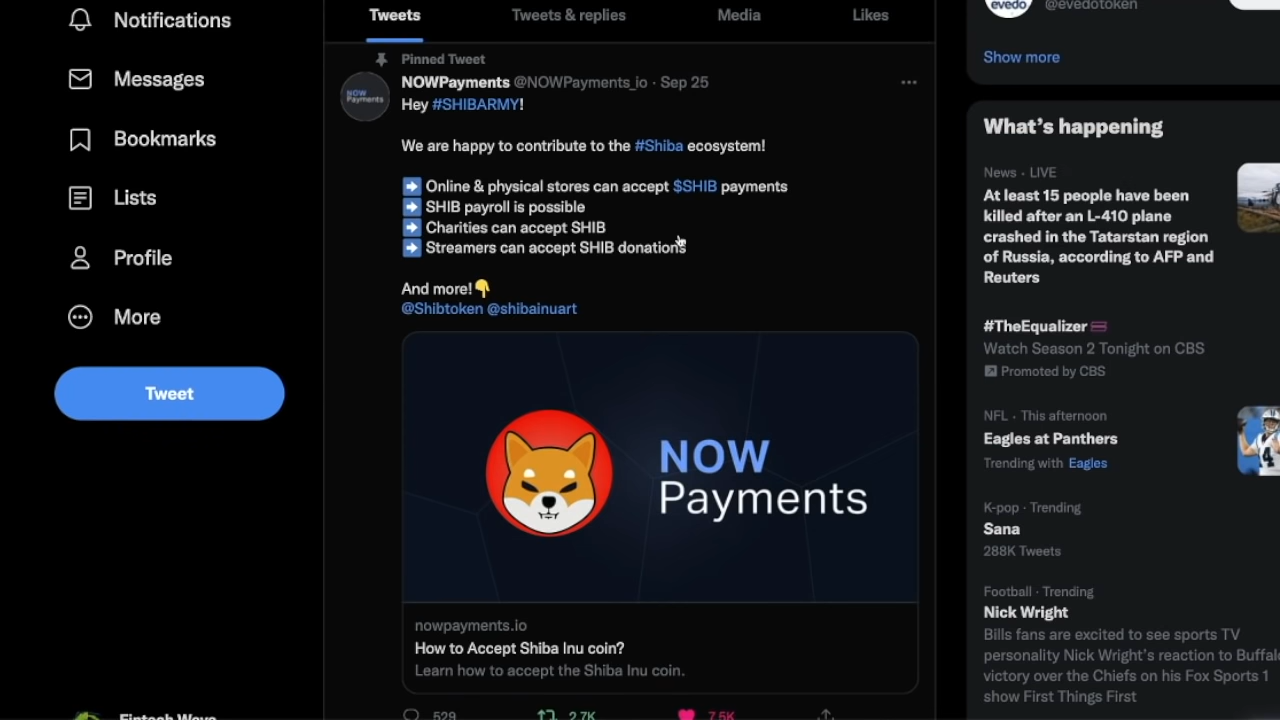 Notifications
Messages
Bookmarks
Lists
Profile
More
Tweet
Tweets
Tweets & replies
Media
Likes
Pinned Tweet
NOWPayments @NOWPayments_io · Sep 25
NOW
Payments
Hey #SHIBARMY!
We are happy to contribute to the #Shiba ecosystem!
➡️ Online & physical stores can accept $SHIB payments
➡️ SHIB payroll is possible
➡️ Charities can accept SHIB
➡️ Streamers can accept SHIB donations
And more!👇
@Shibtoken @shibainuart
NOW
Payments
nowpayments.io
How to Accept Shiba Inu coin?
Learn how to accept the Shiba Inu coin.
529
2.7K
7.5K
Fintech Wave
evedo
@evedotoken
Show more
What's happening
News · LIVE
At least 15 people have been
killed after an L-410 plane
crashed in the Tatarstan region
of Russia, according to AFP and
Reuters
#TheEqualizer
Watch Season 2 Tonight on CBS
Promoted by CBS
NFL · This afternoon
Eagles at Panthers
Trending with Eagles
K-pop · Trending
Sana
288K Tweets
Football · Trending
Nick Wright
Bills fans are excited to see sports TV
personality Nick Wright's reaction to Buffal
victory over the Chiefs on his Fox Sports 1
show First Things First